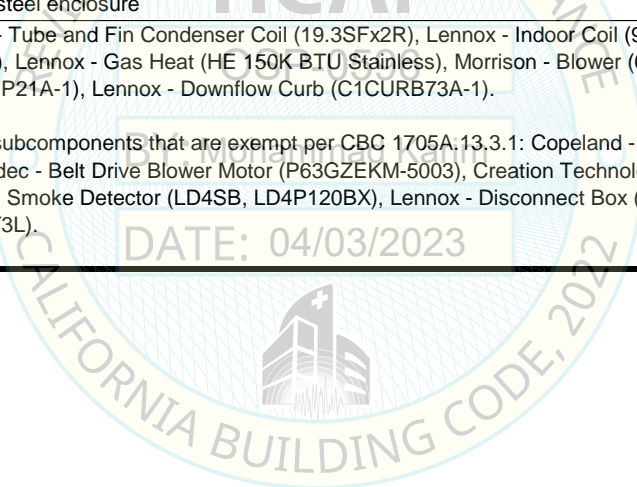 steel enclosure
HCAI
- Tube and Fin Condenser Coil (19.3SFx2R), Lennox - Indoor Coil (9
), Lennox - Gas Heat (HE 150K BTU Stainless), Morrison - Blower (
OSP-0596
P21A-1), Lennox - Downflow Curb (C1CURB73A-1).
subcomponents that are exempt per CBC 1705A.13.3.1: Copeland -
BY: Mohammad Karim
dec - Belt Drive Blower Motor (P63GZEKM-5003), Creation Technol
Smoke Detector (LD4SB, LD4P120BX), Lennox - Disconnect Box (
73L).
DATE: 04/03/2023
CALIFORNIA BUILDING CODE, 2022